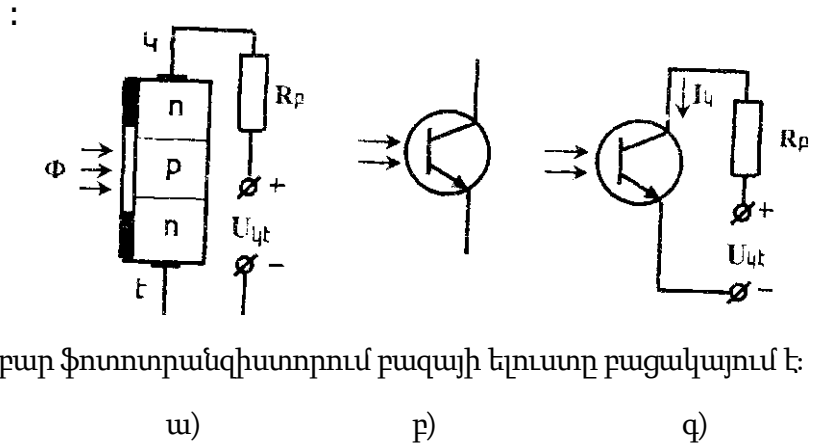 :
կ
n
Rբ
Φ
p
+
n
Uկէ
−
է
Iկ
Rբ
+
Uկէ
−
բար ֆոտոտրանզիստորում բազայի ելուստը բացակայում է:
ա) բ) գ)